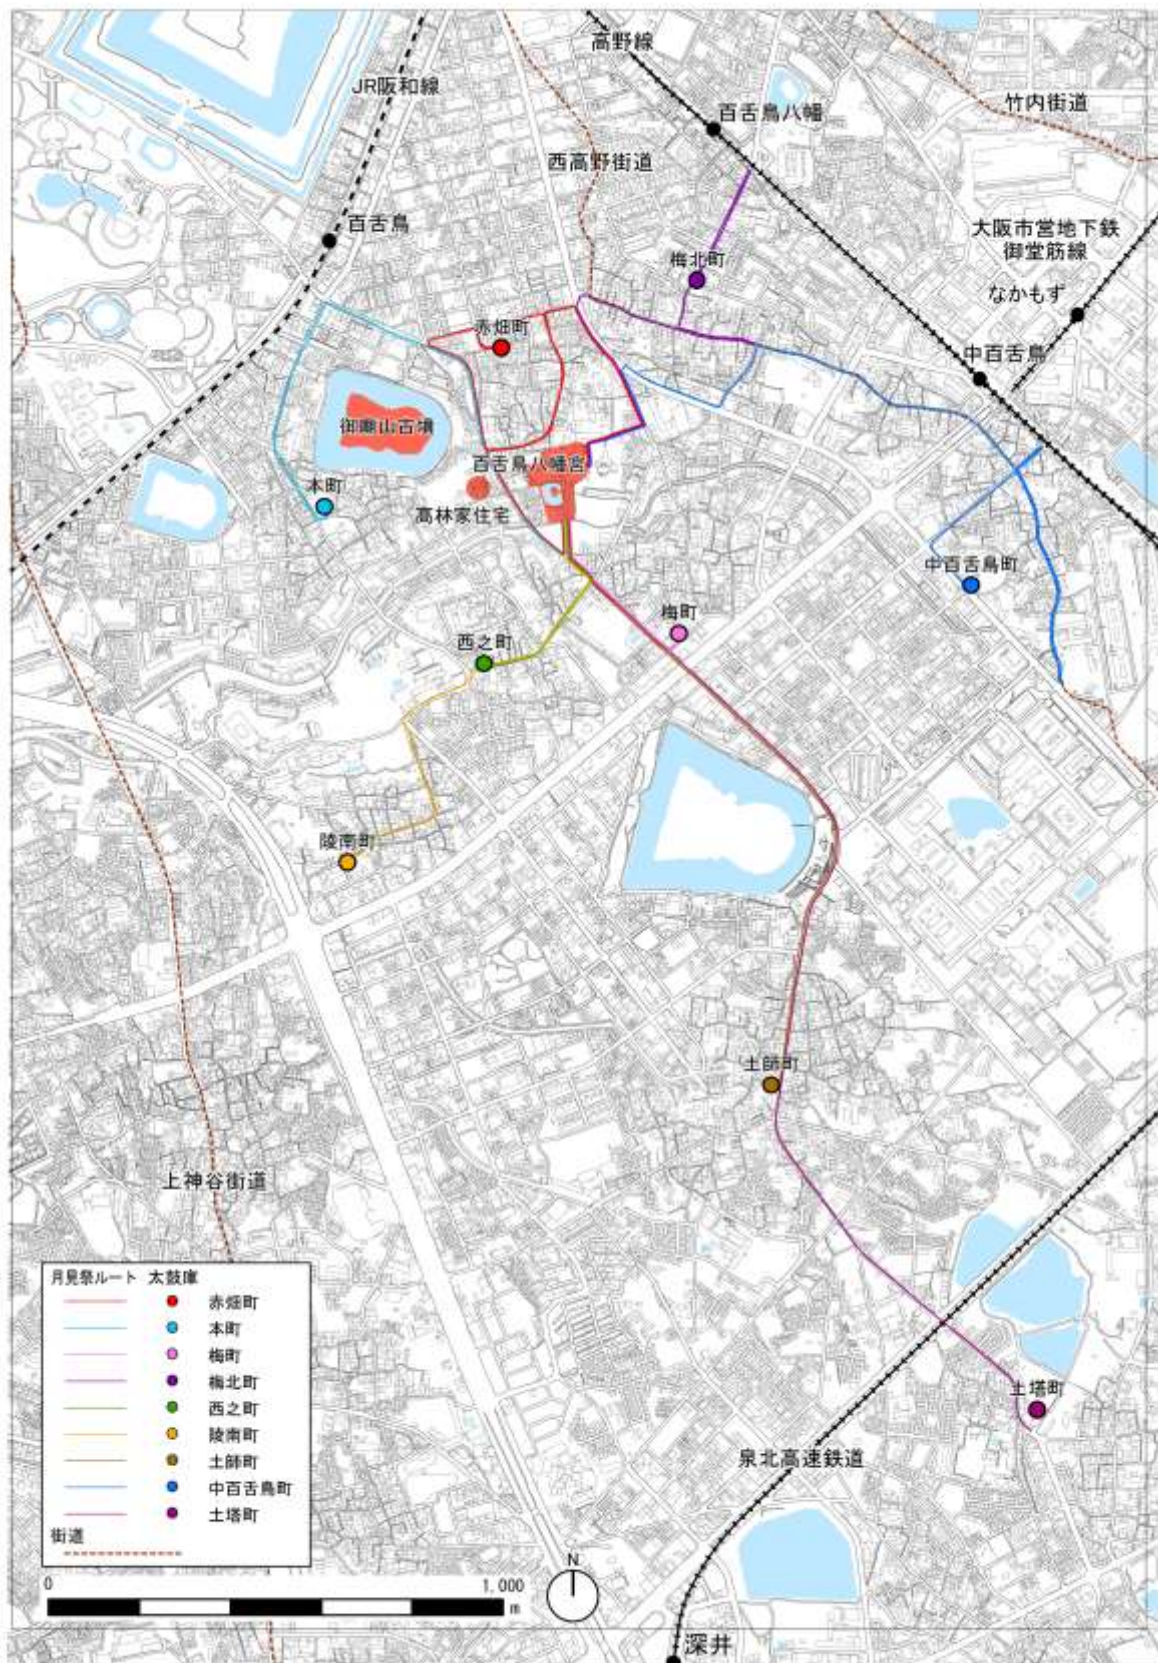 高野線
JR阪和線
竹内街道
百舌鳥八幡
西高野街道
百舌鳥
大阪市営地下鉄
御堂筋線
梅北町
なかもず
赤畑町
中百舌鳥
御廟山古墳
百舌鳥八幡宮
本町
高林家住宅
中百舌鳥町
梅町
西之町
陵南町
土師町
上神谷街道
月見祭ルート 太鼓庫
赤畑町
本町
梅町
梅北町
西之町
陵南町
土師町
中百舌鳥町
土塔町
街道
土塔町
泉北高速鉄道
0 1,000
m
N
深井